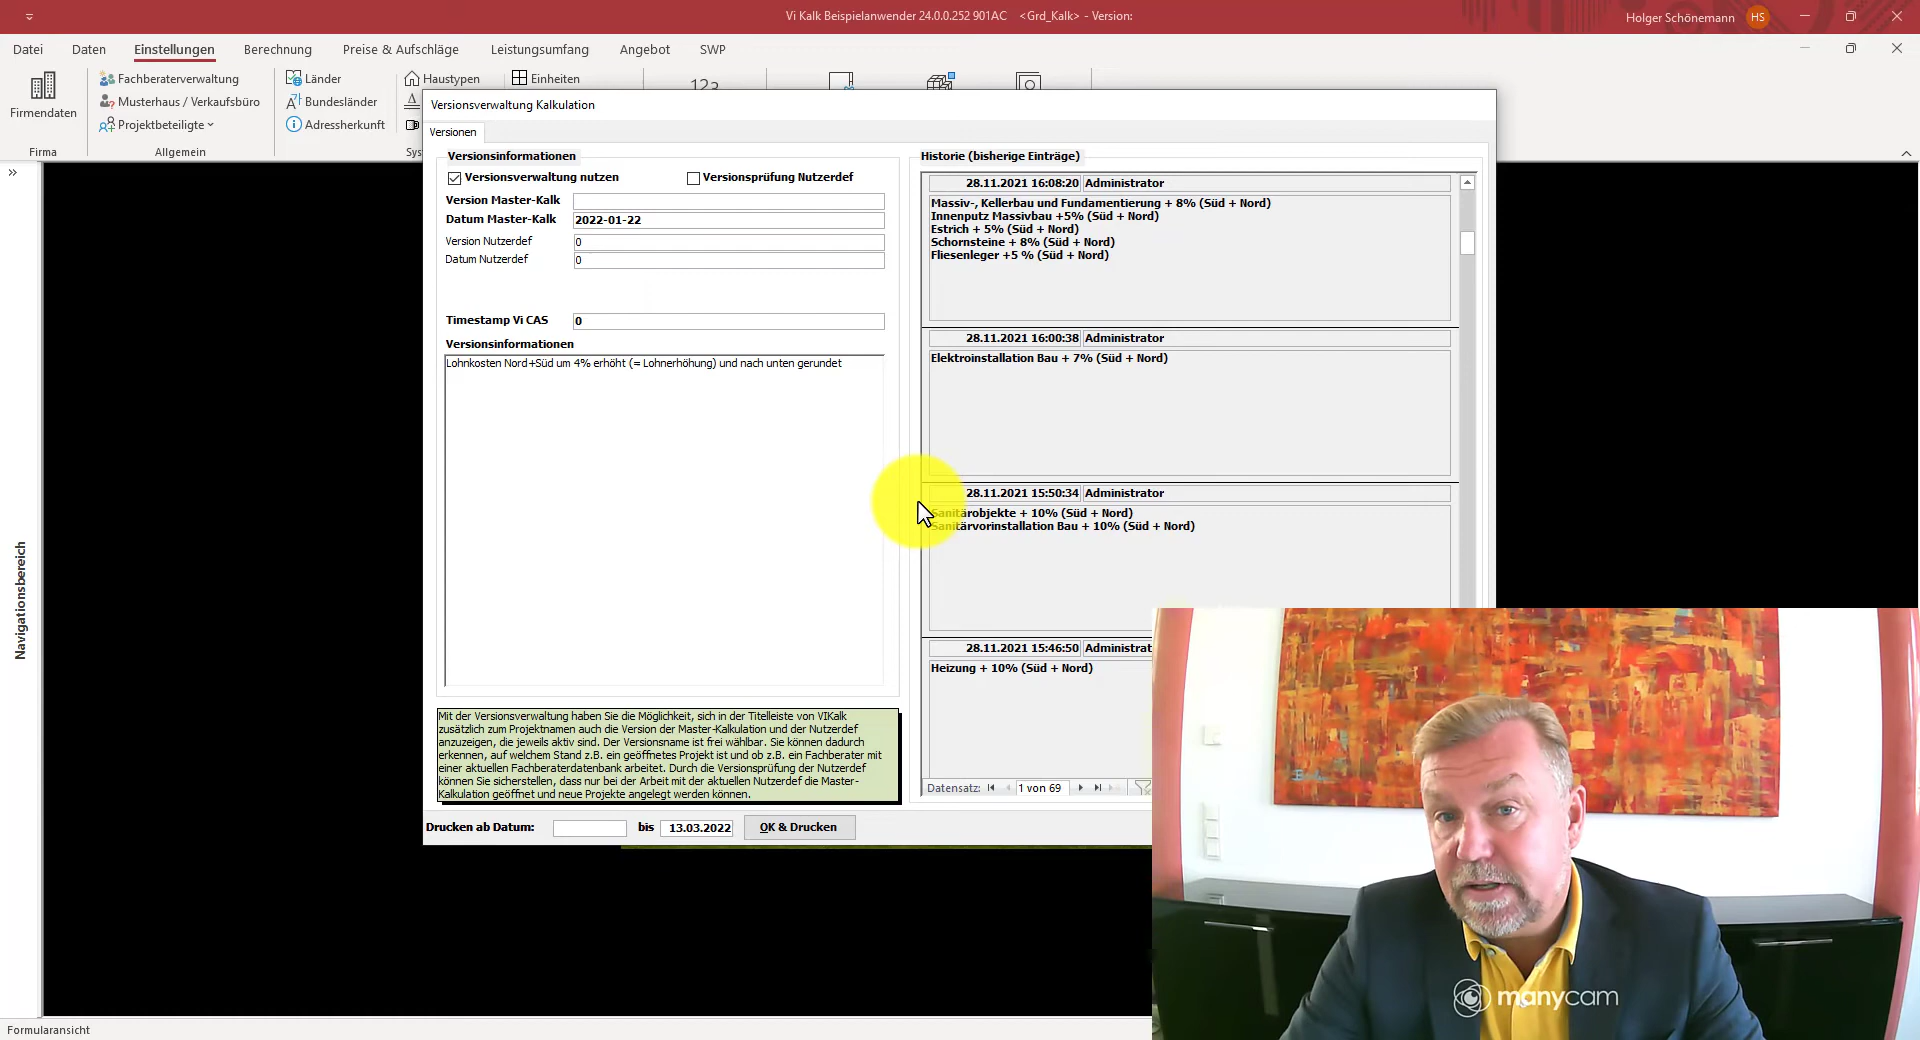 Vi Kalk Beispielanwender 24.0.0.252 901AC <Grd_Kalk> - Version:
Holger Schönemann HS
Datei Daten Einstellungen Berechnung Preise & Aufschläge Leistungsumfang Angebot SWP
Firmendaten
Fachberaterverwaltung
Musterhaus / Verkaufsbüro
Projektbeteiligte
Länder
Bundesländer
Adressherkunft
Haustypen
Einheiten
Firma
Allgemein
Sys
Versionsverwaltung Kalkulation
Versionen
Versionsinformationen
Versionsverwaltung nutzen
Versionsprüfung Nutzerdef
Version Master-Kalk
Datum Master-Kalk 2022-01-22
Version Nutzerdef 0
Datum Nutzerdef 0
Timestamp Vi CAS 0
Versionsinformationen
Lohnkosten Nord+Süd um 4% erhöht (= Lohnerhöhung) und nach unten gerundet
Historie (bisherige Einträge)
28.11.2021 16:08:20 Administrator
Massiv-, Kellerbau und Fundamentierung + 8% (Süd + Nord)
Innenputz Massivbau +5% (Süd + Nord)
Estrich + 5% (Süd + Nord)
Schornsteine + 8% (Süd + Nord)
Fliesenleger +5 % (Süd + Nord)
28.11.2021 16:00:38 Administrator
Elektroinstallation Bau + 7% (Süd + Nord)
28.11.2021 15:50:34 Administrator
Sanitärobjekte + 10% (Süd + Nord)
Sanitärvorinstallation Bau + 10% (Süd + Nord)
28.11.2021 15:46:50 Administrat
Heizung + 10% (Süd + Nord)
Datensatz: 1 von 69
Mit der Versionsverwaltung haben Sie die Möglichkeit, sich in der Titelleiste von VIKalk
zusätzlich zum Projektnamen auch die Version der Master-Kalkulation und der Nutzerdef
anzuzeigen, die jeweils aktiv sind. Der Versionsname ist frei wählbar. Sie können dadurch
erkennen, auf welchem Stand z.B. ein geöffnetes Projekt ist und ob z.B. ein Fachberater mit
einer aktuellen Fachberaterdatenbank arbeitet. Durch die Versionsprüfung der Nutzerdef
können Sie sicherstellen, dass nur bei der Arbeit mit der aktuellen Nutzerdef die Master-
Kalkulation geöffnet und neue Projekte angelegt werden können.
Drucken ab Datum: bis 13.03.2022 OK & Drucken
Navigationsbereich
Formularansicht
manycam